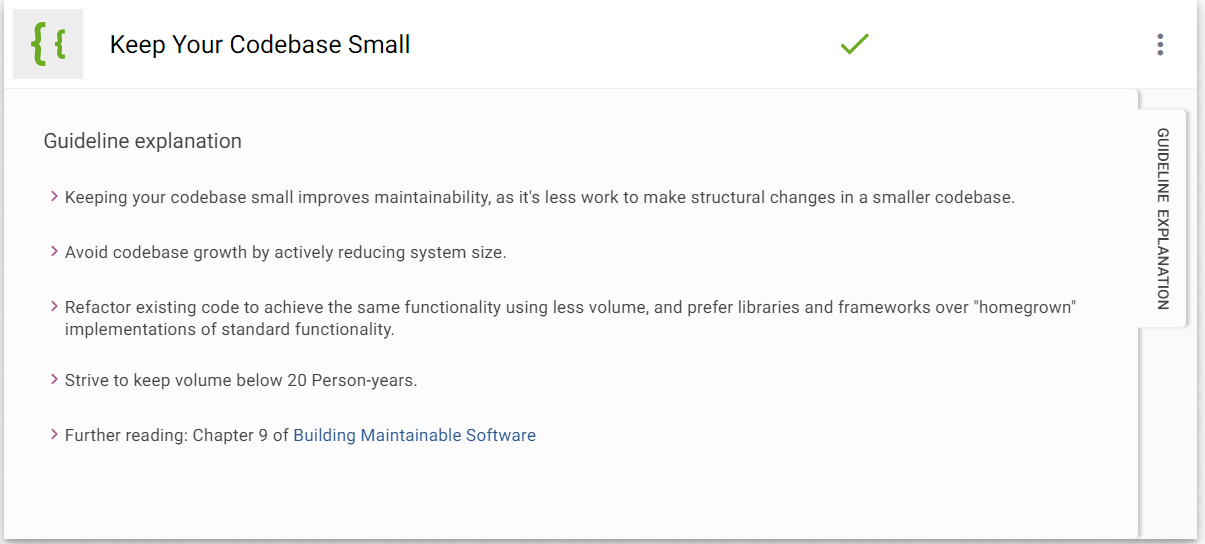 Keep Your Codebase Small
Guideline explanation
Keeping your codebase small improves maintainability, as it's less work to make structural changes in a smaller codebase.
Avoid codebase growth by actively reducing system size.
Refactor existing code to achieve the same functionality using less volume, and prefer libraries and frameworks over "homegrown"
implementations of standard functionality.
Strive to keep volume below 20 Person-years.
Further reading: Chapter 9 of Building Maintainable Software
GUIDELINE EXPLANATION